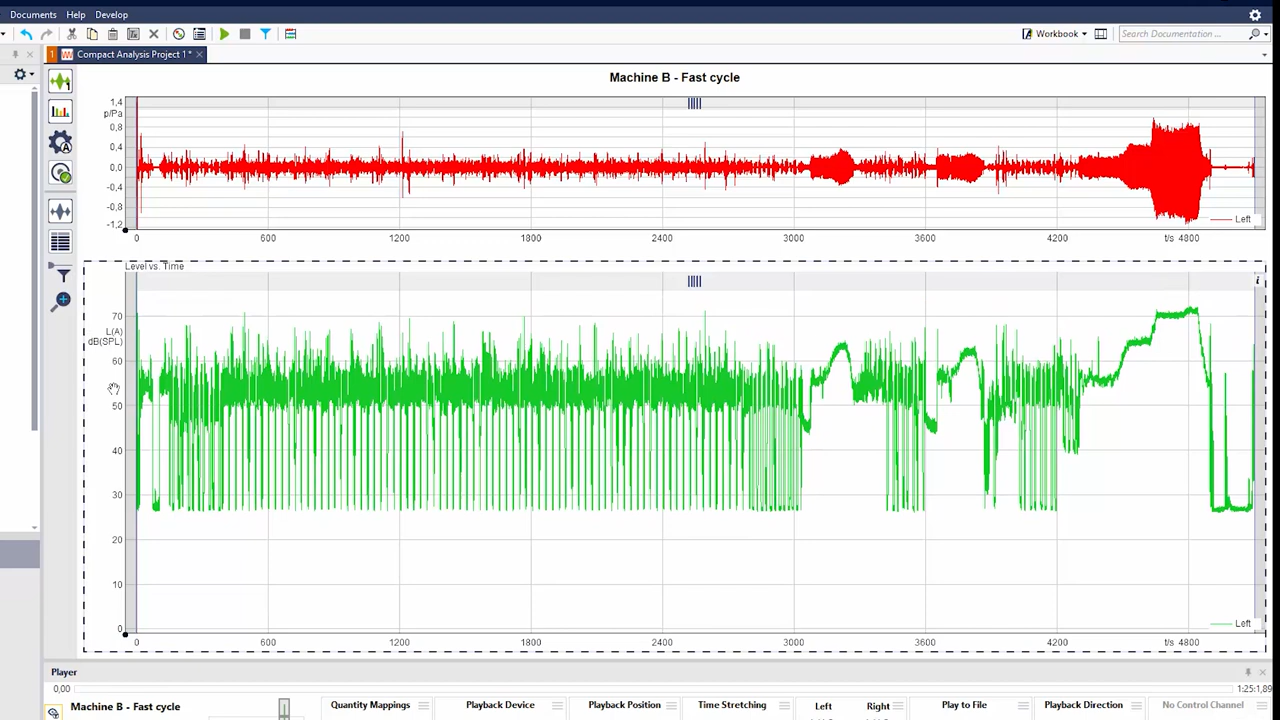 Documents Help Develop
Workbook Search Documentation ...
1 Compact Analysis Project 1*
Machine B - Fast cycle
1,4
p/Pa
0,8
0,4
0.0
-0,4
-0,8
-1,2
Left
0 600 1200 1800 2400 3000 3600 4200 t/s 4800
Level vs. Time
70
L(A)
dB(SPL)
60
50
40
30
20
10
0
Left
0 600 1200 1800 2400 3000 3600 4200 t/s 4800
Player
0,00 1:25:1,89
Machine B - Fast cycle Quantity Mappings Playback Device Playback Position Time Stretching Left Right Play to File Playback Direction No Control Channel